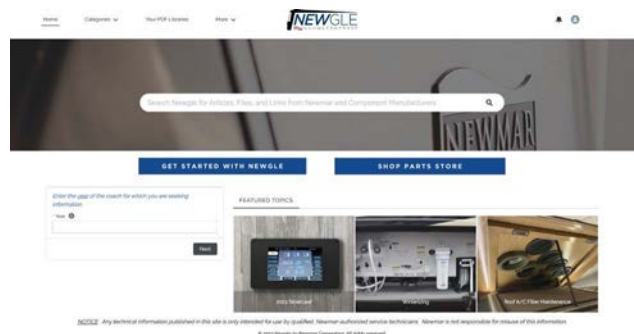 Home
Categories
Your PDF Libraries
More
NEWGLE
Search Newgle for Articles, Files, and Links from Newmar and Component Manufacturers
NEWMAR
GET STARTED WITH NEWGLE
SHOP PARTS STORE
Enter the year of the coach for which you are seeking
information.
Year
Next
FEATURED TOPICS
Winterizing
Roof A/C Filter Maintenance
NOTICE: Any technical information published in this site is only intended for use by qualified, Newmar-authorized service technicians. Newmar is not responsible for misuse of this information.